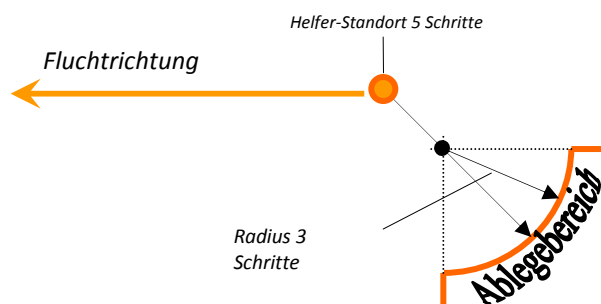 Helfer-Standort 5 Schritte
Fluchtrichtung
Radius 3
Schritte
Ablegebereich